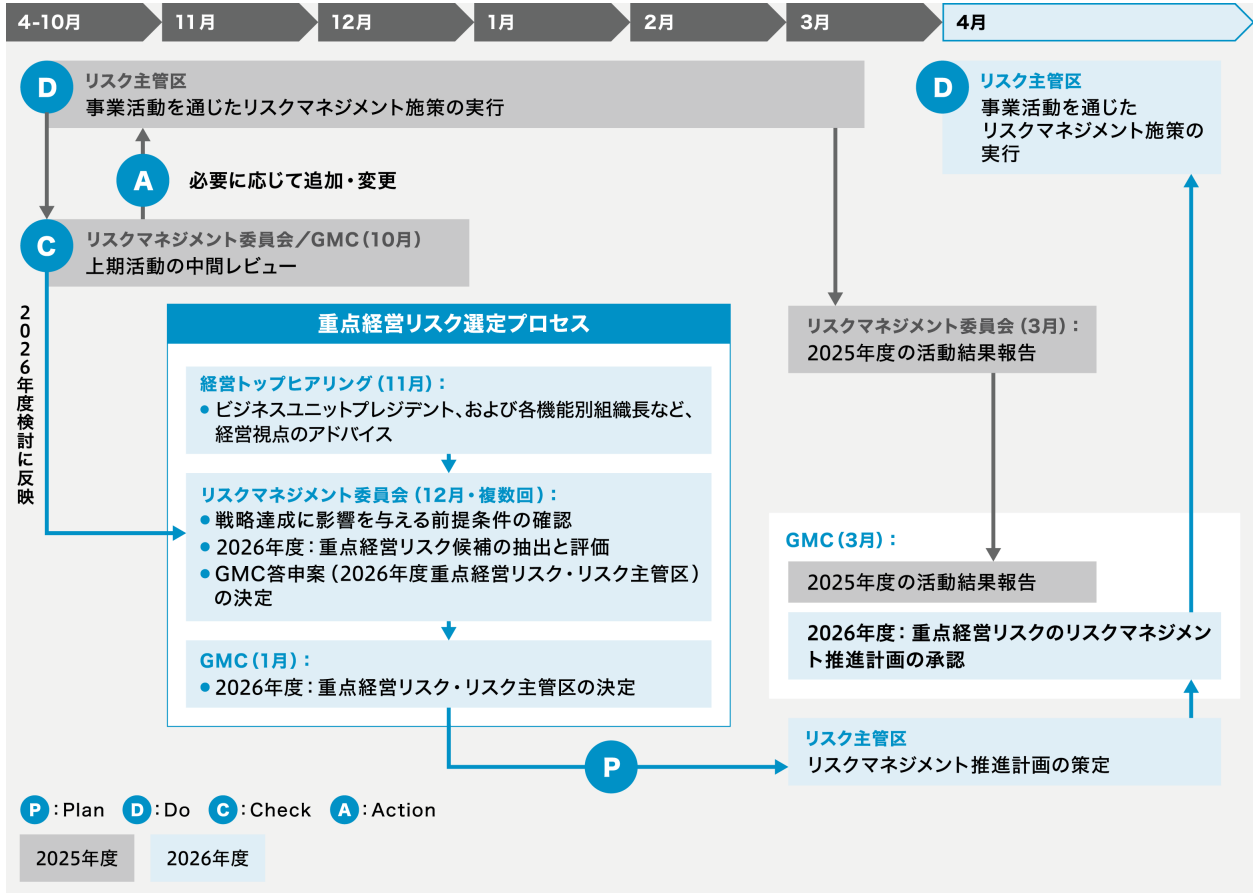 4-10月
11月
12月
1月
2月
3月
4月
D
リスク主管区
事業活動を通じたリスクマネジメント施策の実行
D
リスク主管区
事業活動を通じた
リスクマネジメント施策の
実行
A
必要に応じて追加・変更
C
リスクマネジメント委員会／GMC（10月）
上期活動の中間レビュー
2026年度検討に反映
重点経営リスク選定プロセス
経営トップヒアリング（11月）：
● ビジネスユニットプレジデント、および各機能別組織長など、
経営視点のアドバイス
リスクマネジメント委員会（12月・複数回）：
● 戦略達成に影響を与える前提条件の確認
● 2026年度：重点経営リスク候補の抽出と評価
● GMC答申案（2026年度重点経営リスク・リスク主管区）
の決定
GMC（1月）：
● 2026年度：重点経営リスク・リスク主管区の決定
リスクマネジメント委員会（3月）：
2025年度の活動結果報告
GMC（3月）：
2025年度の活動結果報告
2026年度：重点経営リスクのリスクマネジメン
ト推進計画の承認
P
リスク主管区
リスクマネジメント推進計画の策定
P：Plan D：Do C：Check A：Action
2025年度
2026年度